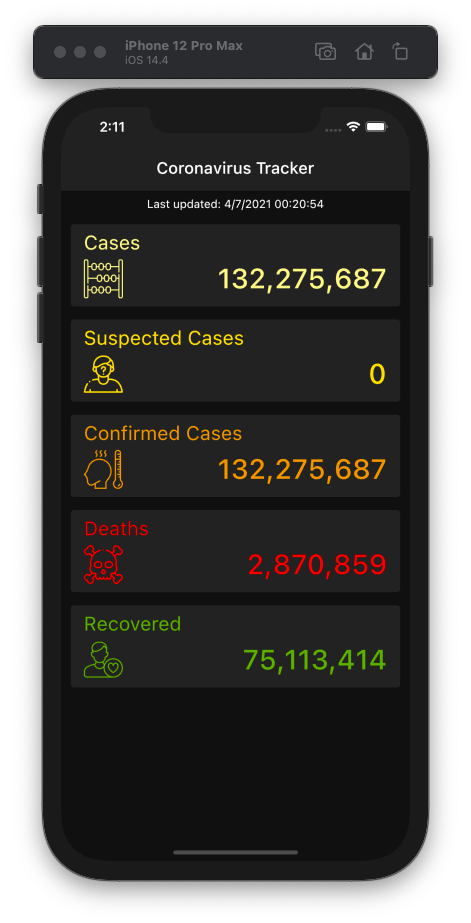 iPhone 12 Pro Max
iOS 14.4
2:11
Coronavirus Tracker
Last updated: 4/7/2021 00:20:54
Cases
132,275,687
Suspected Cases
?
0
Confirmed Cases
132,275,687
Deaths
2,870,859
Recovered
75,113,414